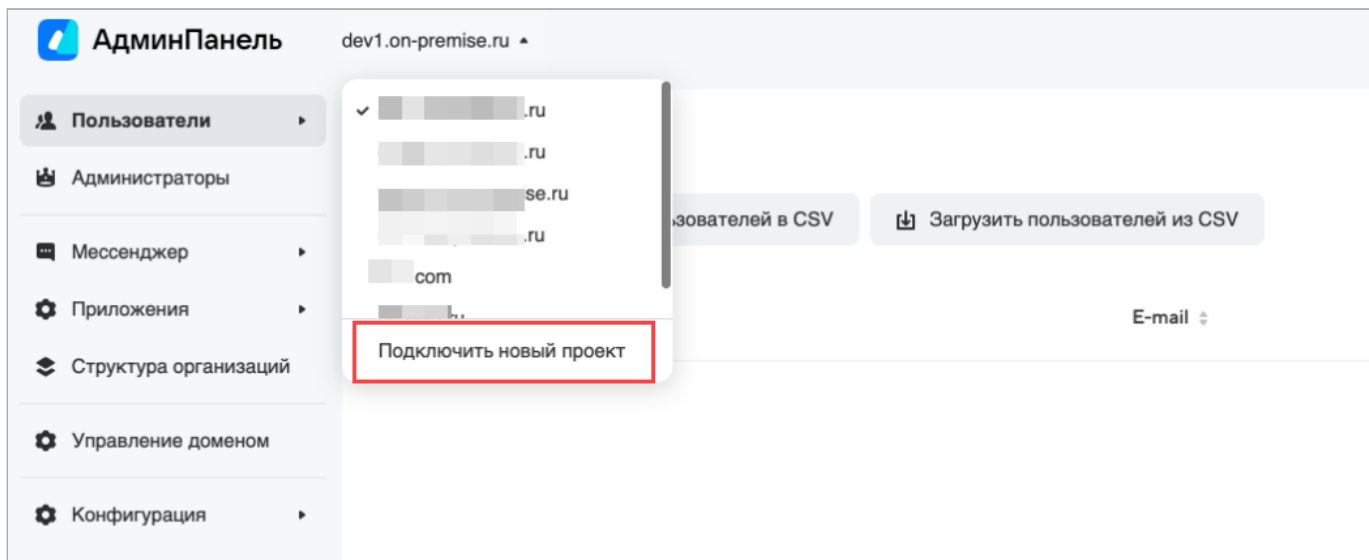 АдминПанель
dev1.on-premise.ru
Пользователи
Администраторы
Мессенджер
Приложения
Структура организаций
Управление доменом
Конфигурация
.ru
.ru
se.ru
.ru
com
Подключить новый проект
в CSV
Загрузить пользователей из CSV
E-mail